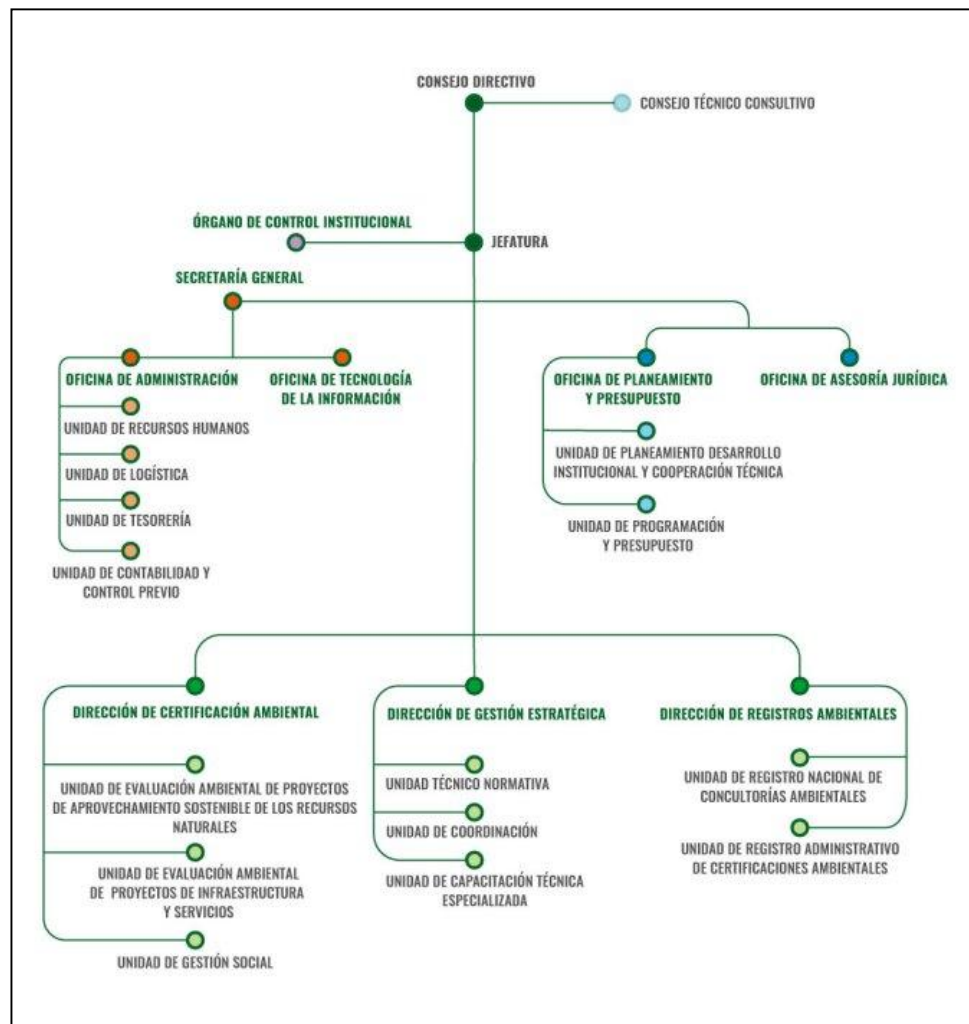 CONSEJO DIRECTIVO
CONSEJO TÉCNICO CONSULTIVO
ÓRGANO DE CONTROL INSTITUCIONAL
JEFATURA
SECRETARÍA GENERAL
OFICINA DE ADMINISTRACIÓN
OFICINA DE TECNOLOGÍA
DE LA INFORMACIÓN
OFICINA DE PLANEAMIENTO
Y PRESUPUESTO
OFICINA DE ASESORÍA JURÍDICA
UNIDAD DE RECURSOS HUMANOS
UNIDAD DE LOGÍSTICA
UNIDAD DE TESORERÍA
UNIDAD DE CONTABILIDAD Y
CONTROL PREVIO
UNIDAD DE PLANEAMIENTO DESARROLLO
INSTITUCIONAL Y COOPERACIÓN TÉCNICA
UNIDAD DE PROGRAMACIÓN
Y PRESUPUESTO
DIRECCIÓN DE CERTIFICACIÓN AMBIENTAL
UNIDAD DE EVALUACIÓN AMBIENTAL DE PROYECTOS
DE APROVECHAMIENTO SOSTENIBLE DE LOS RECURSOS
NATURALES
UNIDAD DE EVALUACIÓN AMBIENTAL
DE PROYECTOS DE INFRAESTRUCTURA
Y SERVICIOS
UNIDAD DE GESTIÓN SOCIAL
DIRECCIÓN DE GESTIÓN ESTRATÉGICA
UNIDAD TÉCNICO NORMATIVA
UNIDAD DE COORDINACIÓN
UNIDAD DE CAPACITACIÓN TÉCNICA
ESPECIALIZADA
DIRECCIÓN DE REGISTROS AMBIENTALES
UNIDAD DE REGISTRO NACIONAL DE
CONCULTORÍAS AMBIENTALES
UNIDAD DE REGISTRO ADMINISTRATIVO
DE CERTIFICACIONES AMBIENTALES